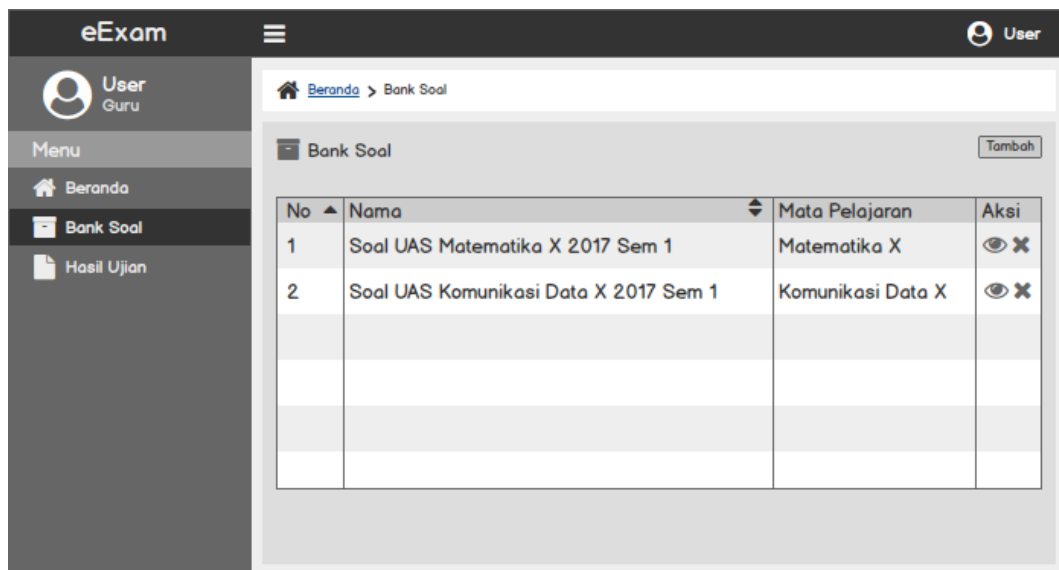 eExam
User
User
Guru
Menu
Beranda
Bank Soal
Hasil Ujian
Beranda > Bank Soal
Bank Soal
Tambah
No Nama Mata Pelajaran Aksi
1 Soal UAS Matematika X 2017 Sem 1 Matematika X
2 Soal UAS Komunikasi Data X 2017 Sem 1 Komunikasi Data X